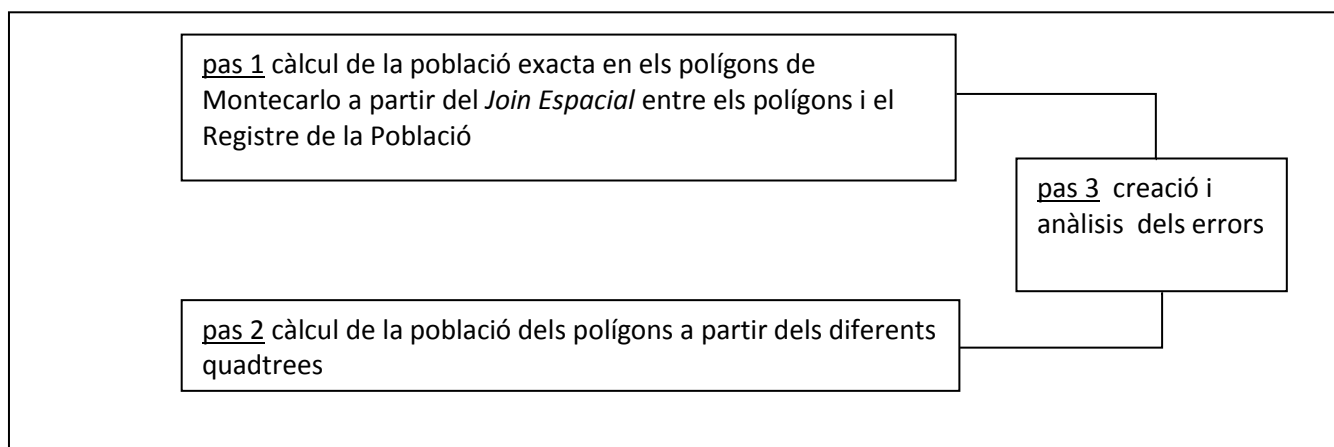 pas 1 càlcul de la població exacta en els polígons de
Montecarlo a partir del Join Espacial entre els polígons i el
Registre de la Població
pas 3 creació i
anàlisis dels errors
pas 2 càlcul de la població dels polígons a partir dels diferents
quadtrees